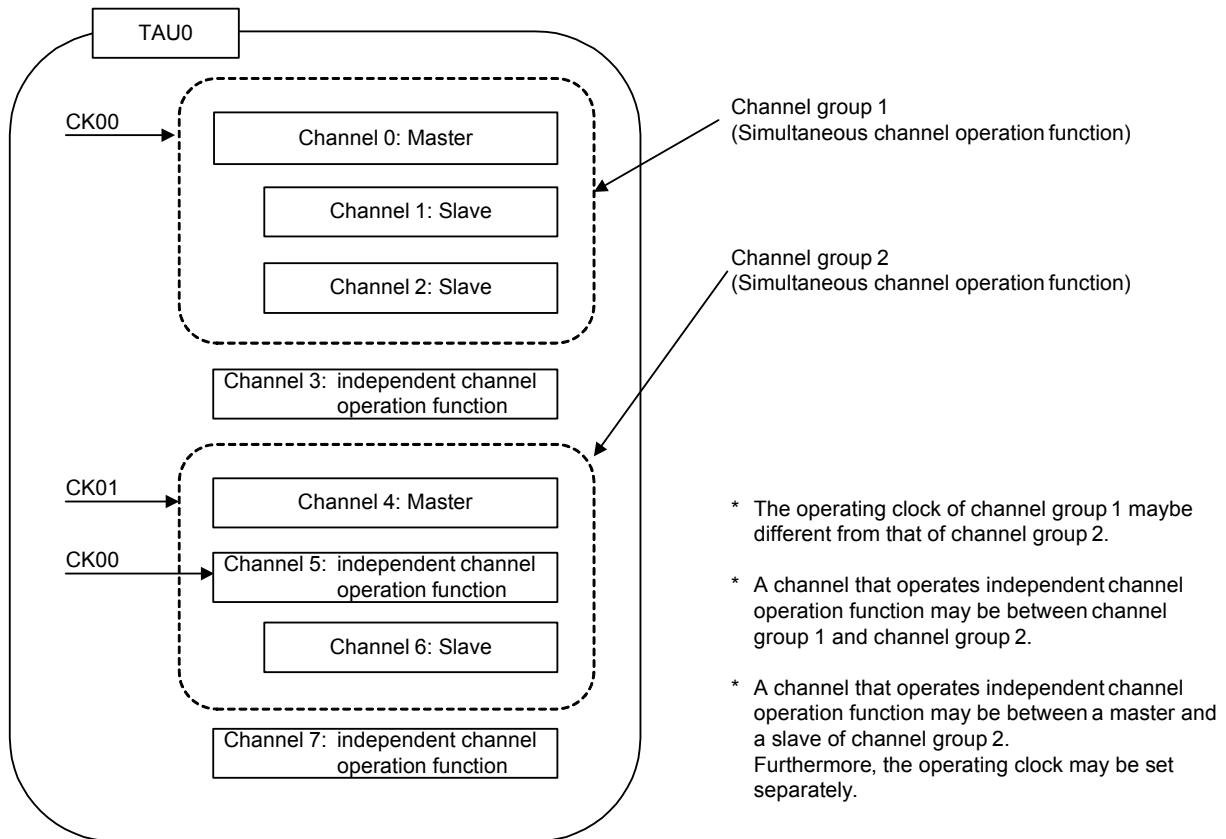 TAU0
CK00
Channel 0: Master
Channel 1: Slave
Channel 2: Slave
Channel group 1
(Simultaneous channel operation function)
Channel group 2
(Simultaneous channel operation function)
Channel 3: independent channel
operation function
CK01
Channel 4: Master
CK00
Channel 5: independent channel
operation function
Channel 6: Slave
Channel 7: independent channel
operation function
* The operating clock of channel group 1 maybe
different from that of channel group 2.
* A channel that operates independent channel
operation function may be between channel
group 1 and channel group 2.
* A channel that operates independent channel
operation function may be between a master and
a slave of channel group 2.
Furthermore, the operating clock may be set
separately.